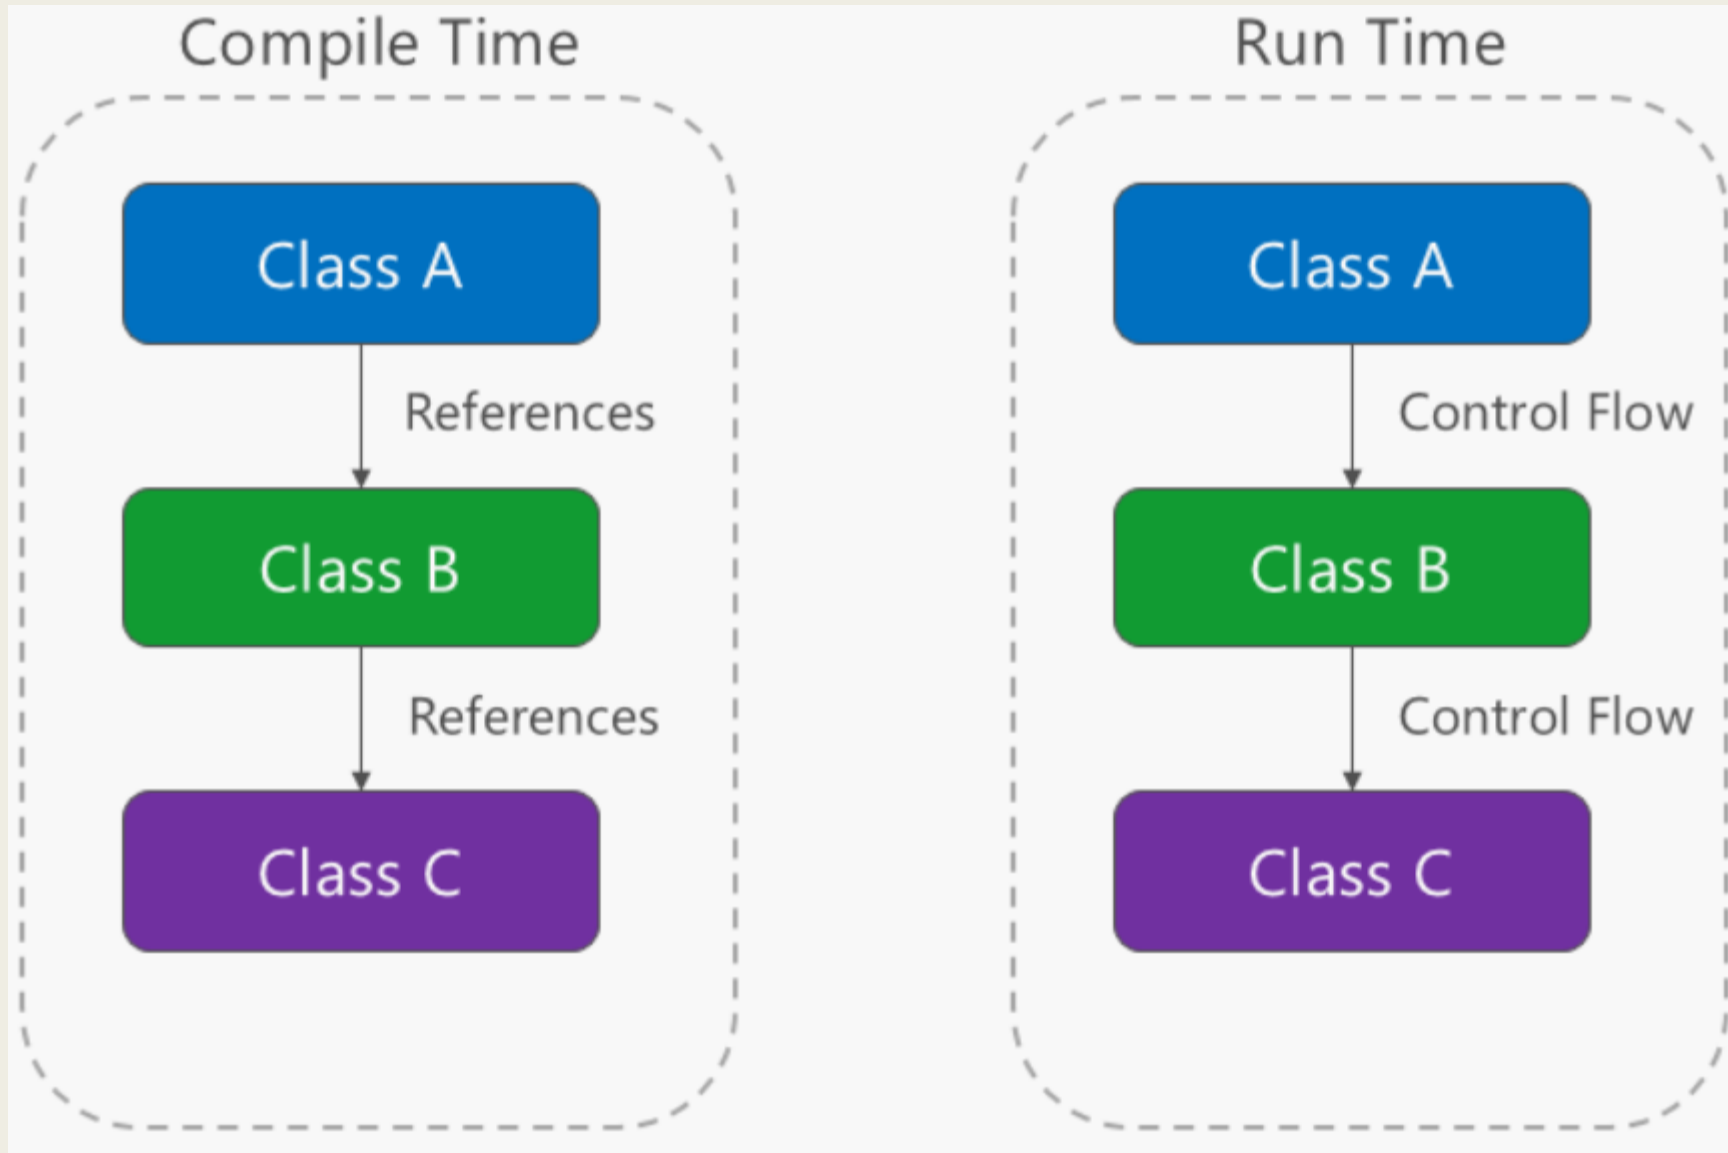 Compile Time
Class A
References
Class B
References
Class C
Run Time
Class A
Control Flow
Class B
Control Flow
Class C